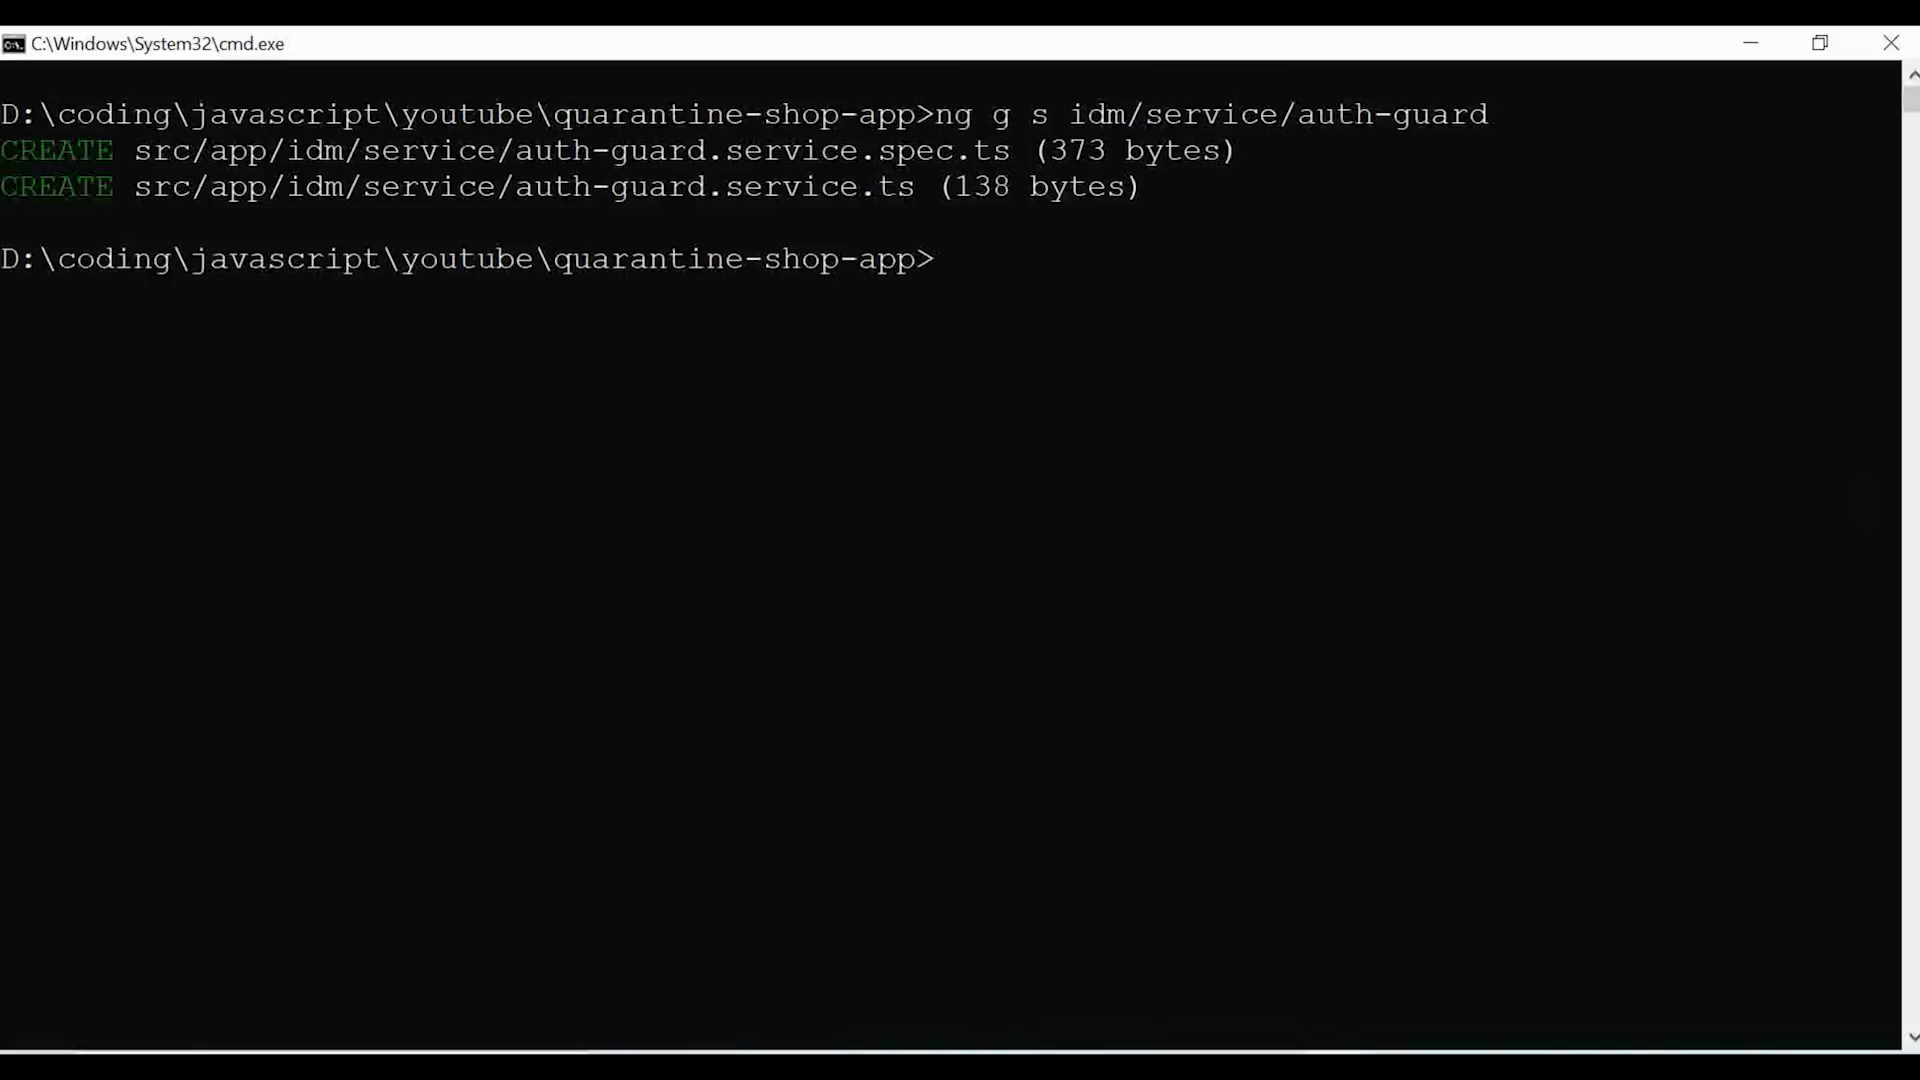 C:\Windows\System32\cmd.exe
D:\coding\javascript\youtube\quarantine-shop-app>ng g s idm/service/auth-guard
CREATE src/app/idm/service/auth-guard.service.spec.ts (373 bytes)
CREATE src/app/idm/service/auth-guard.service.ts (138 bytes)
D:\coding\javascript\youtube\quarantine-shop-app>